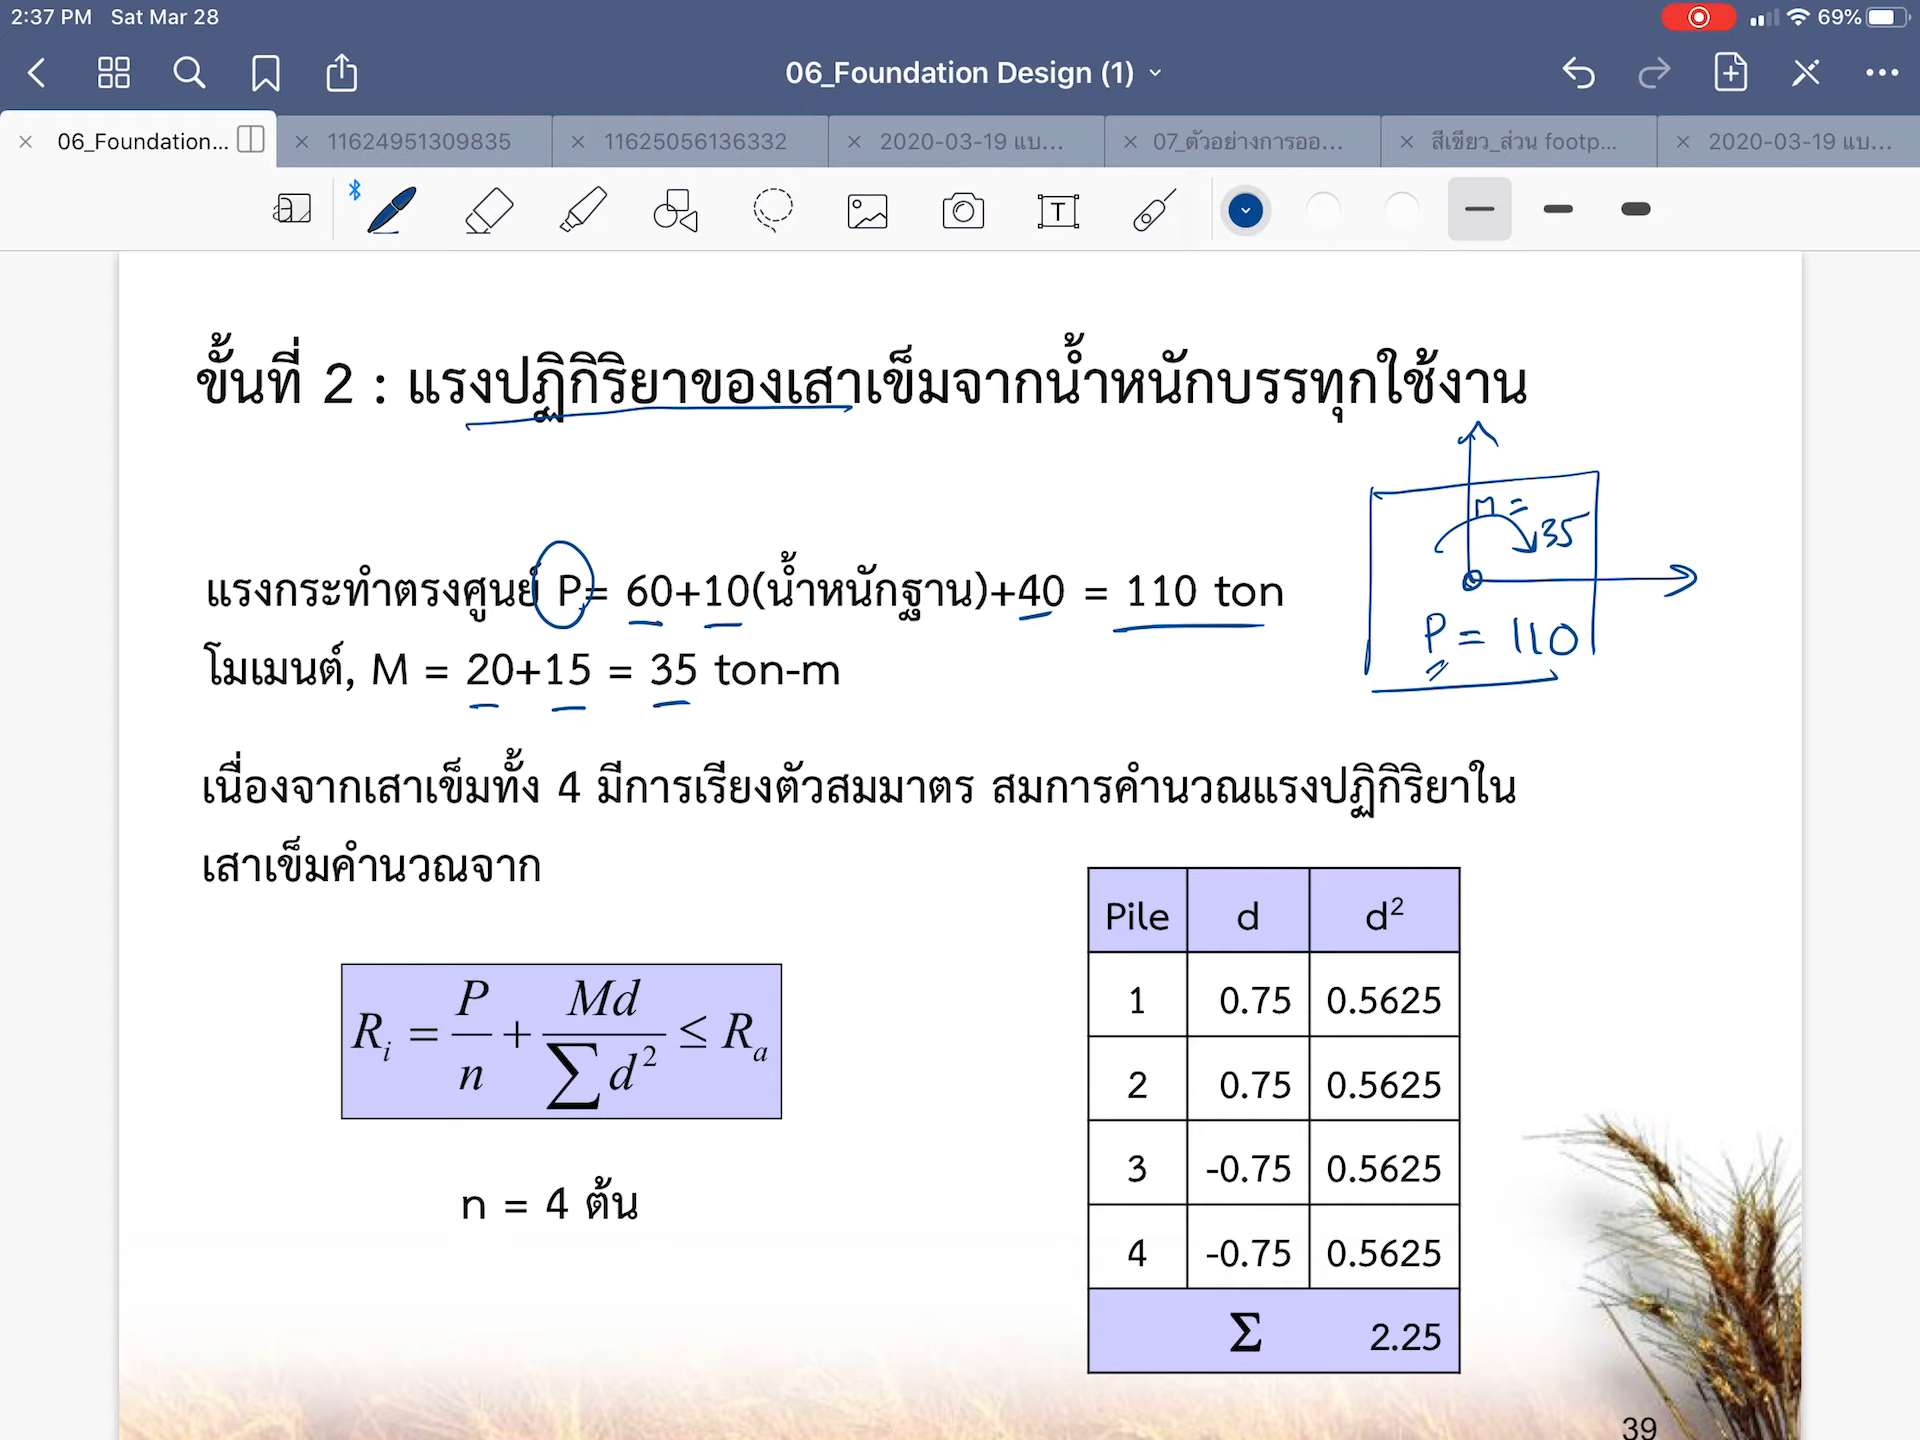 2:37 PM Sat Mar 28
69%
06_Foundation Design (1)
06_Foundation...
11624951309835
11625056136332
2020-03-19 แบ...
07_ตัวอย่างการออ...
สีเขียว_ส่วน footp...
2020-03-19 แบ...
ขั้นที่ 2 : แรงปฏิกิริยาของเสาเข็มจากน้ำหนักบรรทุกใช้งาน
M =
35
P = 110
แรงกระทำตรงศูนย์ P= 60+10(น้ำหนักฐาน)+40 = 110 ton
โมเมนต์, M = 20+15 = 35 ton-m
เนื่องจากเสาเข็มทั้ง 4 มีการเรียงตัวสมมาตร สมการคำนวณแรงปฏิกิริยาใน
เสาเข็มคำนวณจาก
R_i = P/n + Md/∑d² ≤ R_a
n = 4 ต้น
Pile d d²
1 0.75 0.5625
2 0.75 0.5625
3 -0.75 0.5625
4 -0.75 0.5625
Σ 2.25
39